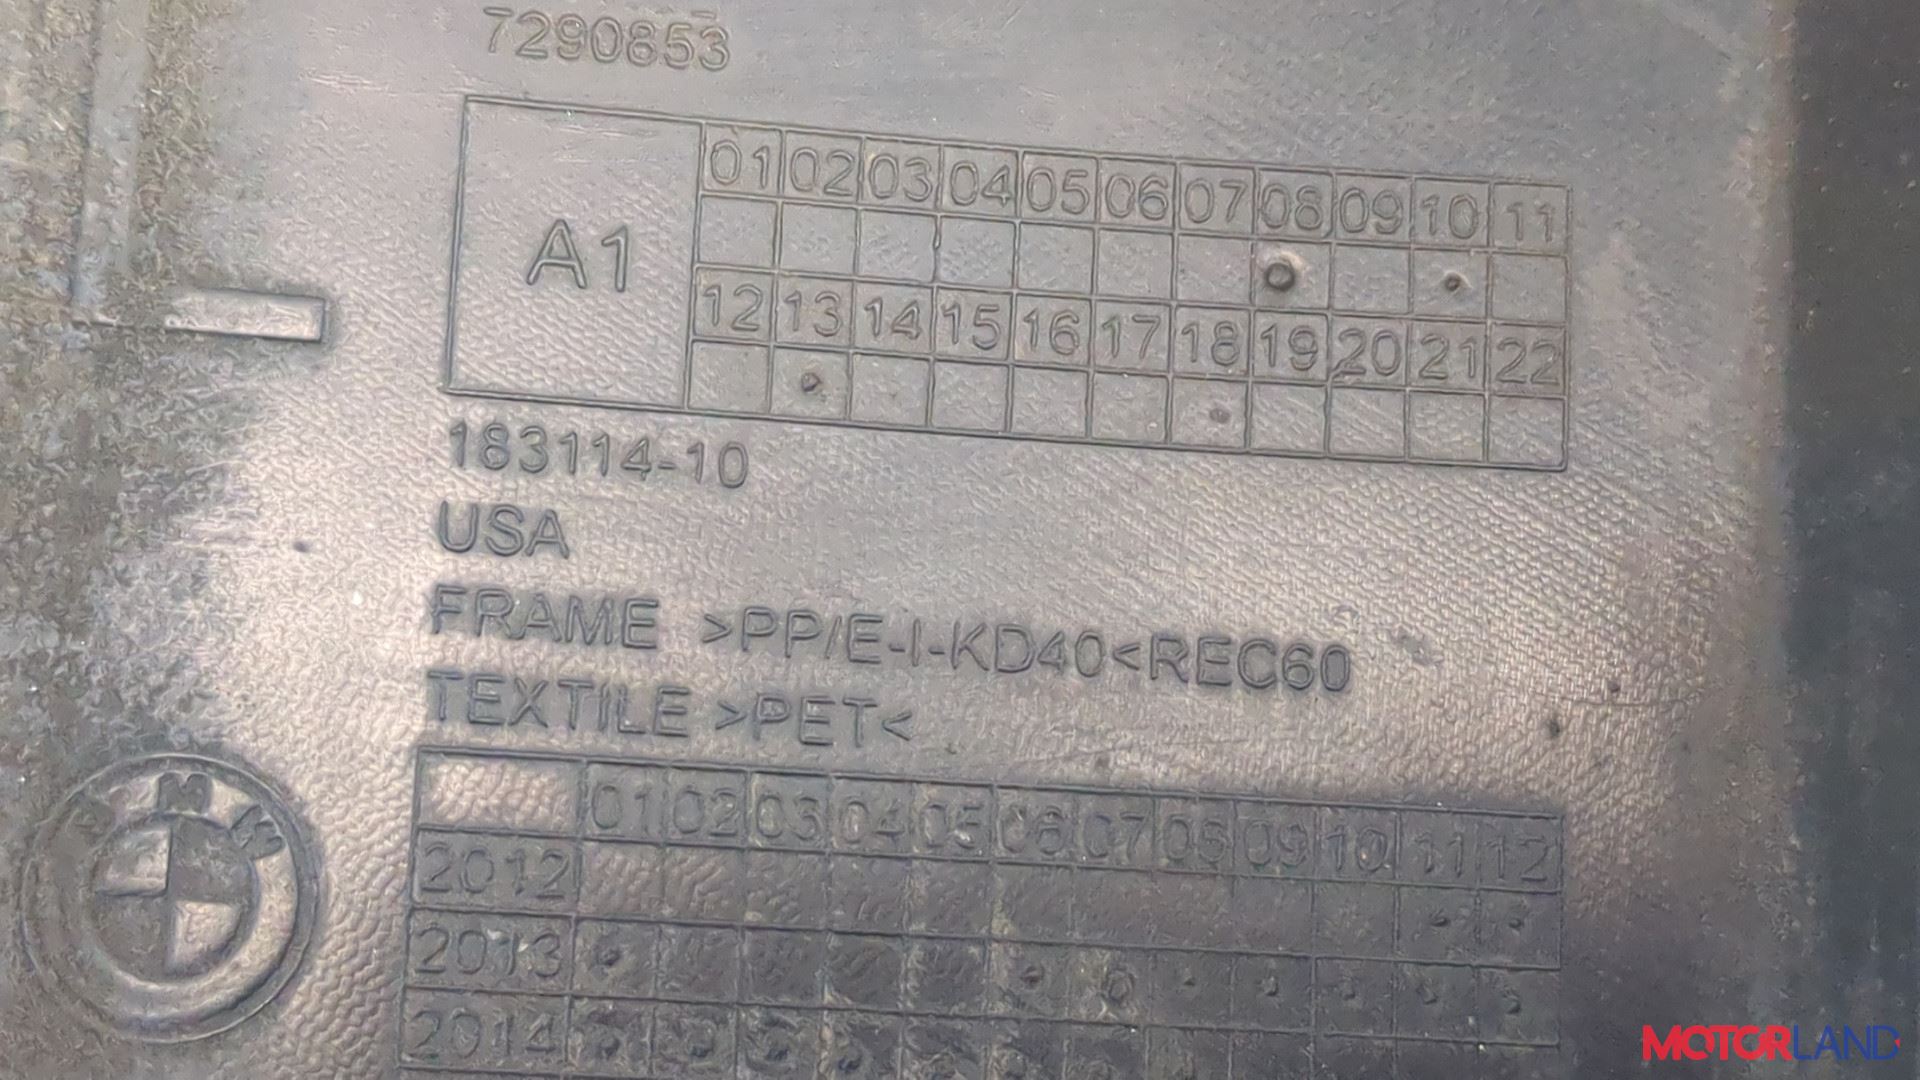 7290853
01 02 03 04 05 06 07 08 09 10 11
A1
12 13 14 15 16 17 18 19 20 21 22
183114-10
USA
FRAME >PP/E-I-KD40<REC60
TEXTILE >PET<
01 02 03 04 05 06 07 08 09 10 11 12
2012
2013
2014
BMW
MOTORLAND